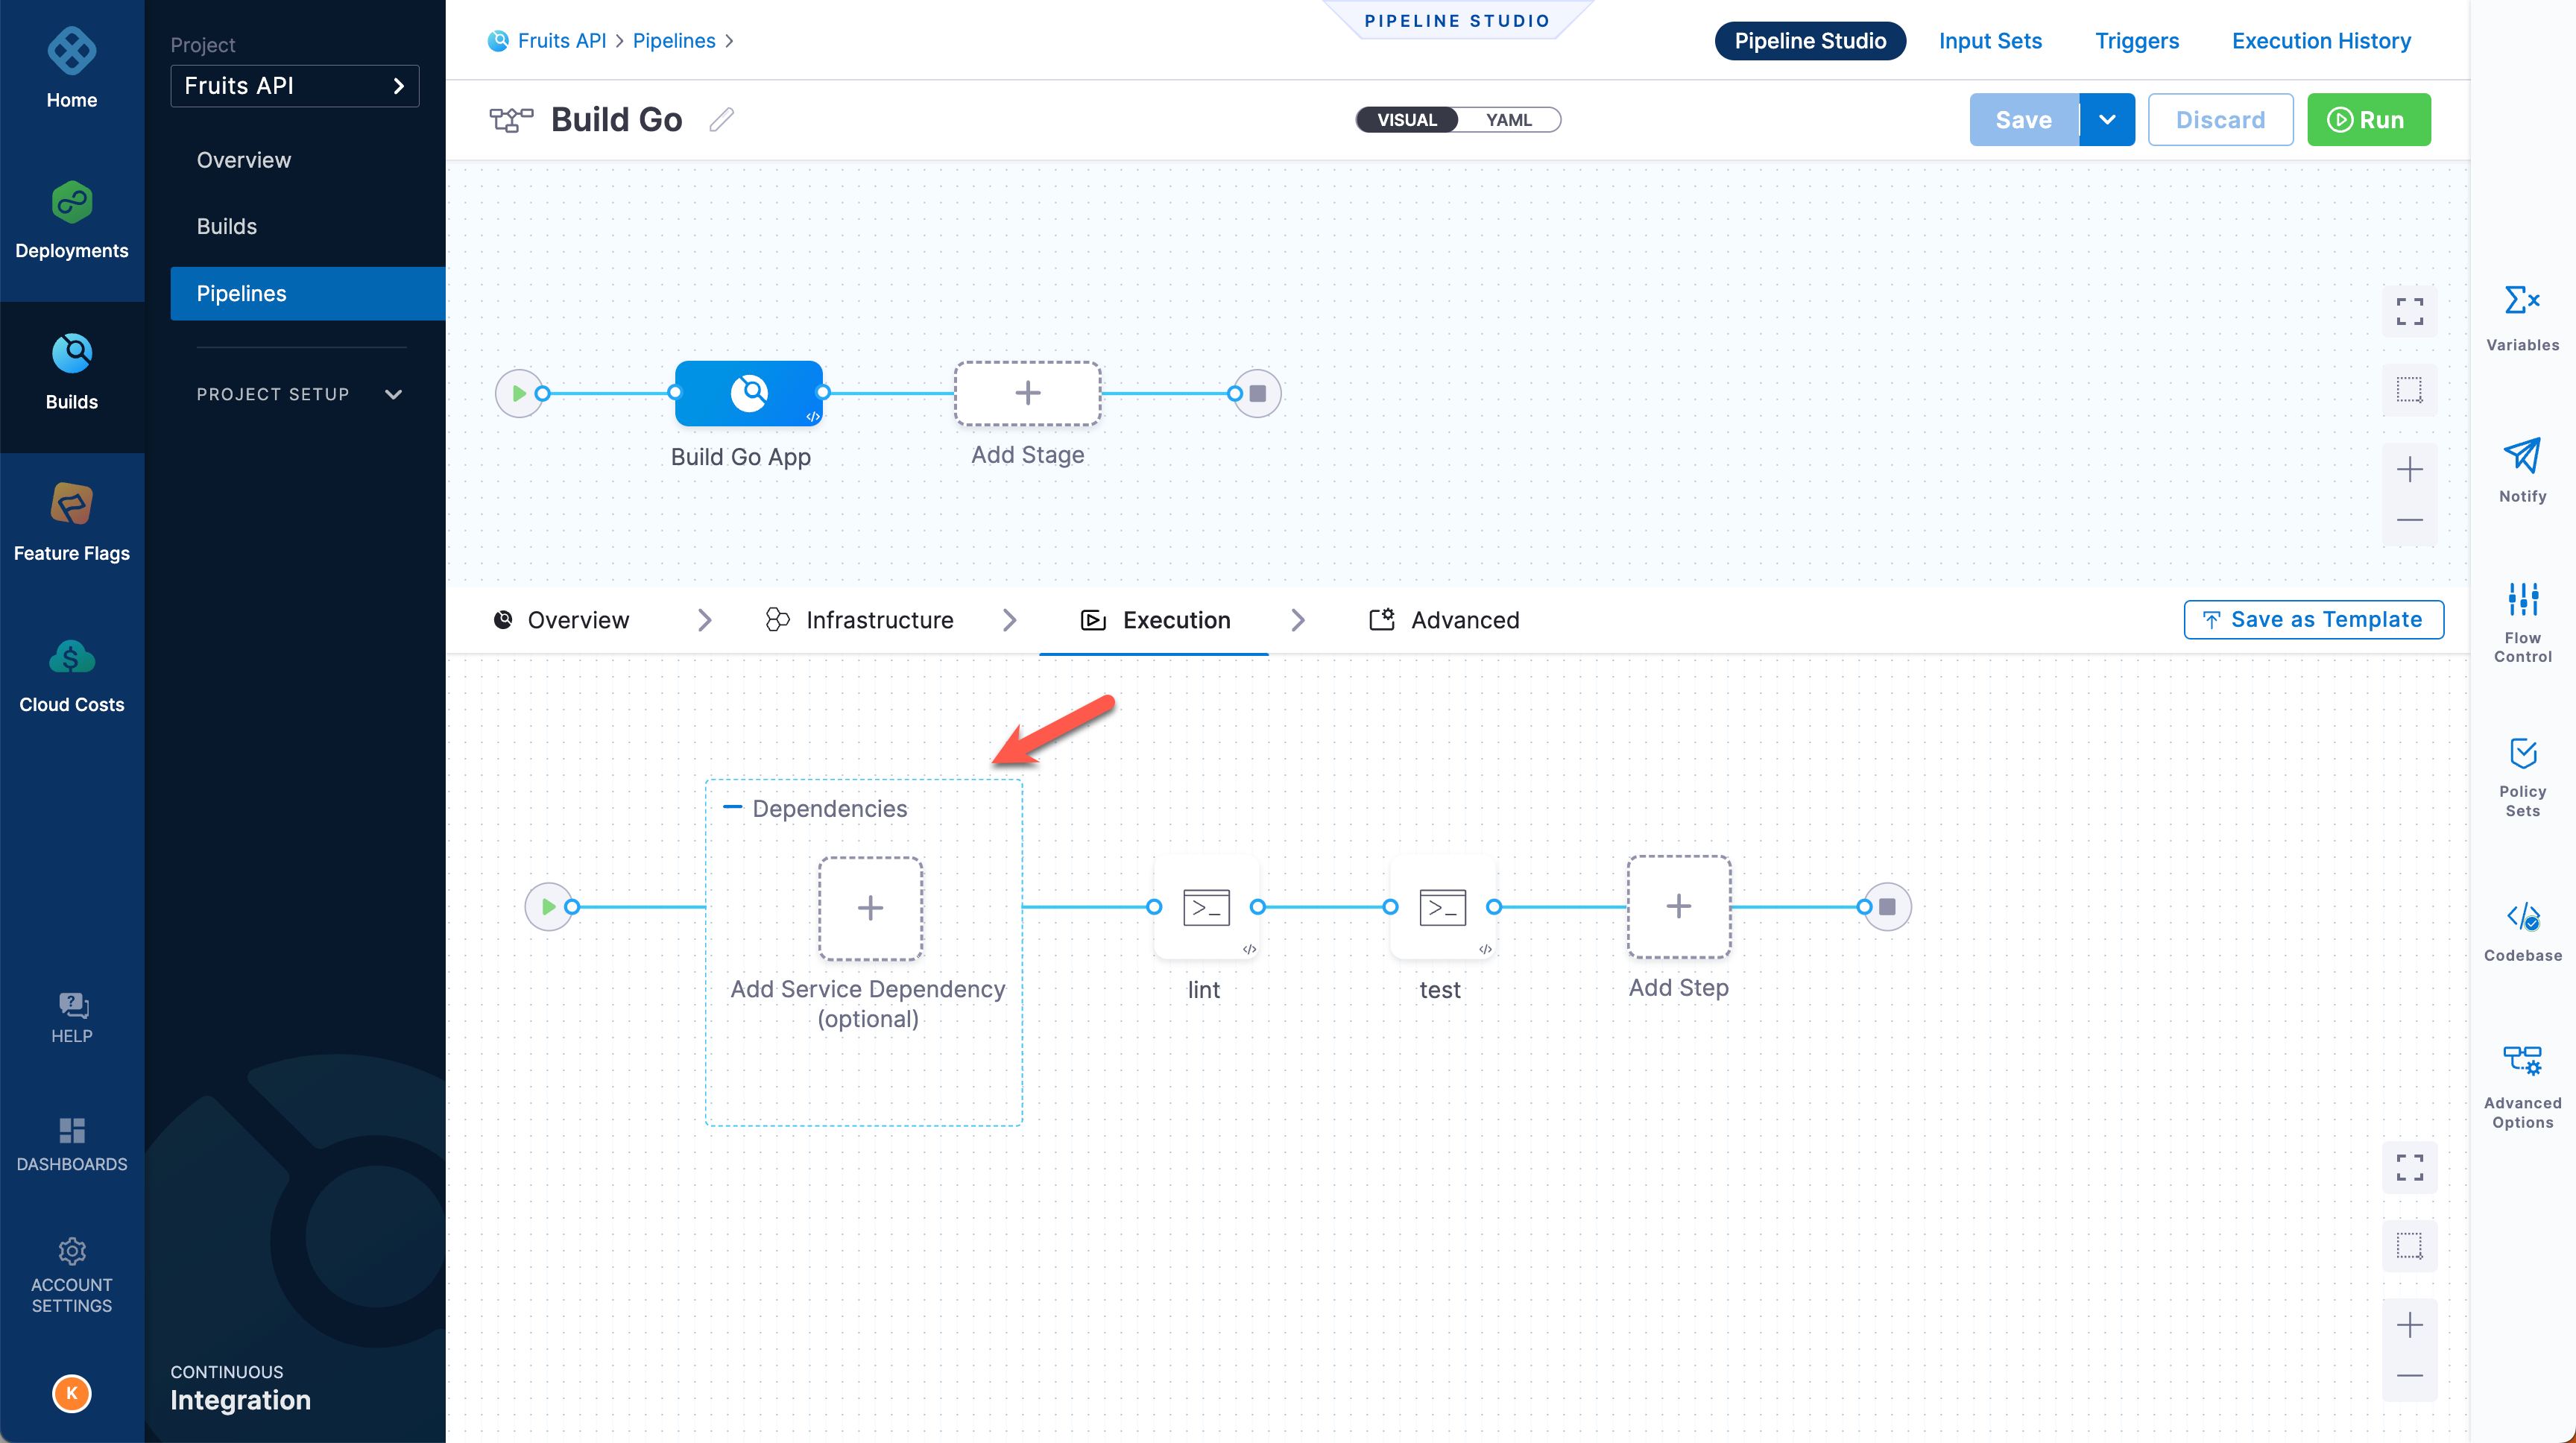 Home
Deployments
Builds
Feature Flags
Cloud Costs
HELP
DASHBOARDS
ACCOUNT
SETTINGS
K
Project
Fruits API
Overview
Builds
Pipelines
PROJECT SETUP
CONTINUOUS
Integration
Fruits API > Pipelines >
PIPELINE STUDIO
Pipeline Studio
Input Sets
Triggers
Execution History
Build Go
VISUAL
YAML
Save
Discard
Run
Build Go App
Add Stage
Overview
Infrastructure
Execution
Advanced
Save as Template
Dependencies
Add Service Dependency
(optional)
lint
test
Add Step
Variables
Notify
Flow
Control
Policy
Sets
Codebase
Advanced
Options